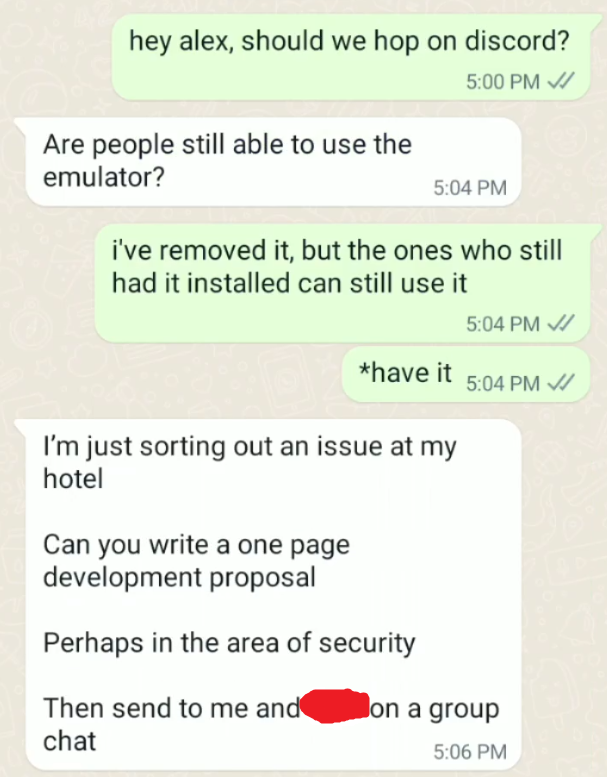 hey alex, should we hop on discord?
5:00 PM
Are people still able to use the
emulator?
5:04 PM
i've removed it, but the ones who still
had it installed can still use it
5:04 PM
*have it
5:04 PM
I'm just sorting out an issue at my
hotel
Can you write a one page
development proposal
Perhaps in the area of security
Then send to me and on a group
chat
5:06 PM